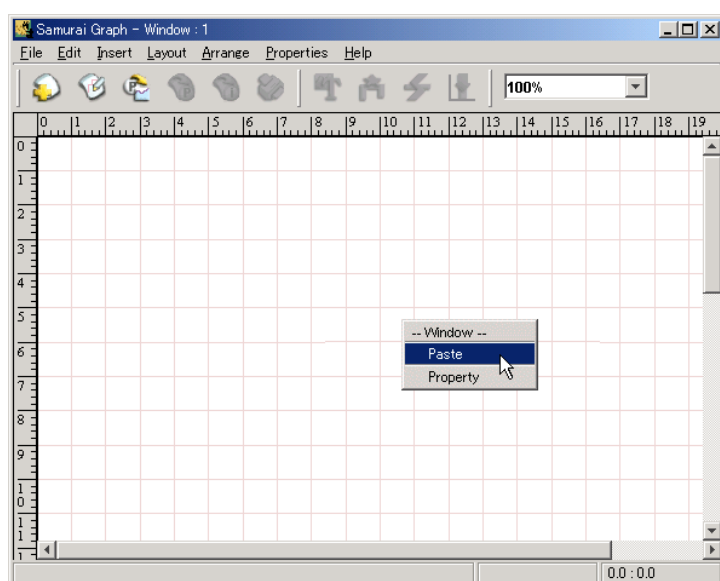 Samurai Graph - Window : 1
File Edit Insert Layout Arrange Properties Help
100%
0 1 2 3 4 5 6 7 8 9 10 11 12 13 14 15 16 17 18 19
0
1
2
3
4
5
6
7
8
9
10
11
-- Window --
Paste
Property
0.0 : 0.0